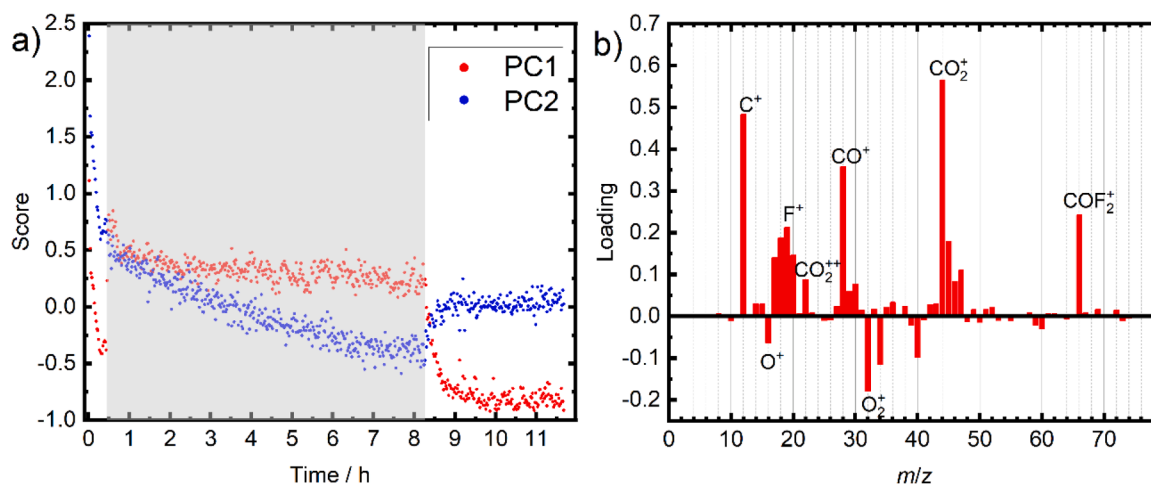 a)
2.5
2.0
1.5
1.0
0.5
0.0
-0.5
-1.0
Score
0 1 2 3 4 5 6 7 8 9 10 11
Time / h
PC1
PC2
b)
0.7
0.6
0.5
0.4
0.3
0.2
0.1
0.0
-0.1
-0.2
Loading
C⁺
O⁺
F⁺
CO₂⁺⁺
CO⁺
O₂⁺
CO₂⁺
COF₂⁺
0 10 20 30 40 50 60 70
m/z